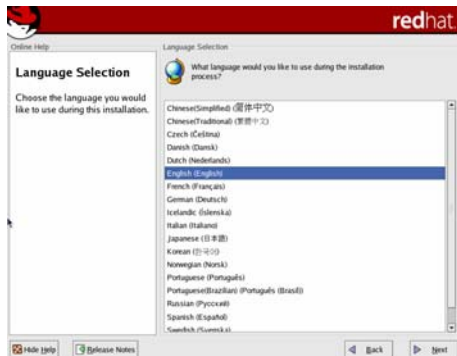 redhat.
Online Help
Language Selection
Choose the language you would
like to use during this installation.
Language Selection
What language would you like to use during the installation
process?
Chinese(Simplified) (简体中文)
Chinese(Traditional) (繁體中文)
Czech (Čeština)
Danish (Dansk)
Dutch (Nederlands)
English (English)
French (Français)
German (Deutsch)
Icelandic (Íslenska)
Italian (Italiano)
Japanese (日本語)
Korean (한국어)
Norwegian (Norsk)
Portuguese (Português)
Portuguese(Brazilian) (Português (Brasil))
Russian (Русский)
Spanish (Español)
Swedish (Svenska)
Hide Help
Release Notes
Back
Next